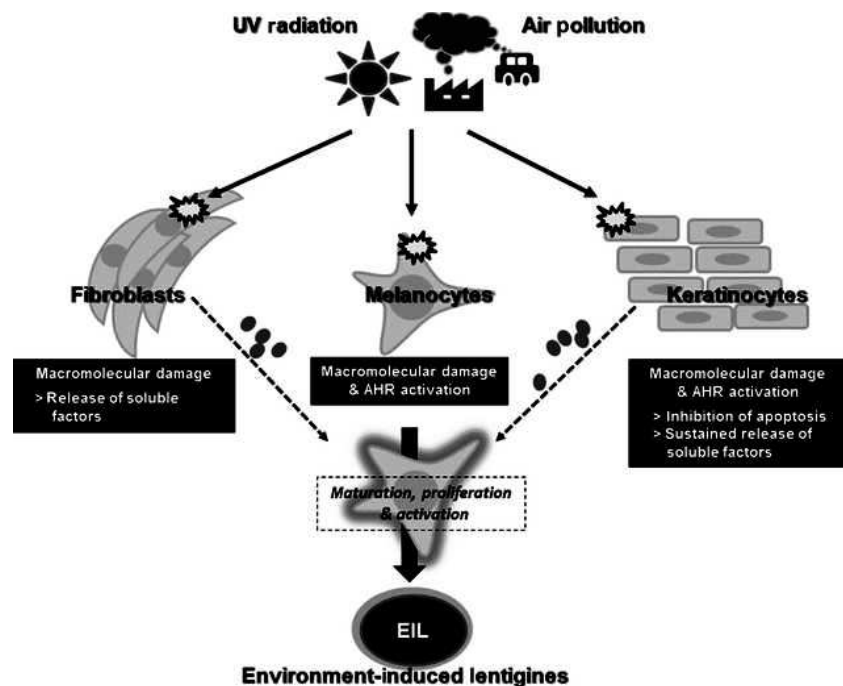 UV radiation
Air pollution
Fibroblasts
Melanocytes
Keratinocytes
Macromolecular damage
> Release of soluble
factors
Macromolecular damage
& AHR activation
Macromolecular damage
& AHR activation
> Inhibition of apoptosis
> Sustained release of
soluble factors
Maturation, proliferation
& activation
EIL
Environment-induced lentigines